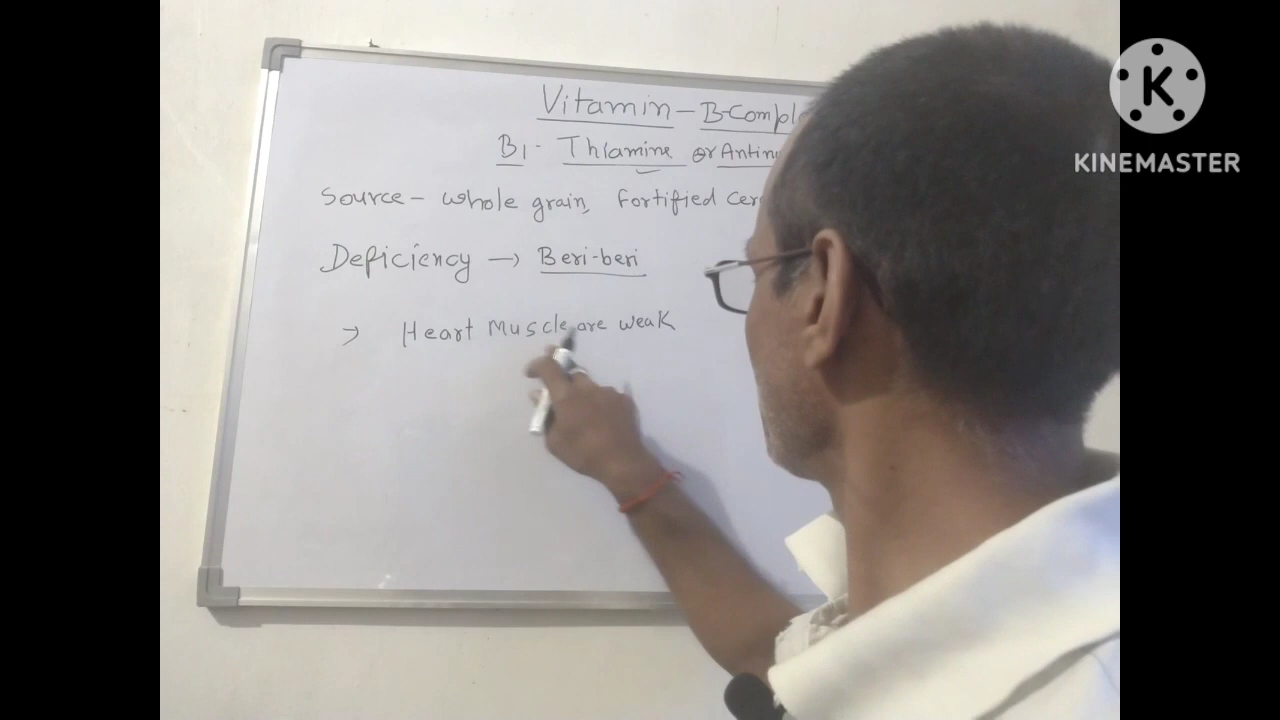 Vitamin - B-Compl
B1 - Thiamine or Antin
Source - whole grain, Fortified Cer
Deficiency → Beri-beri
→ Heart Muscle are weak
K
KINEMASTER